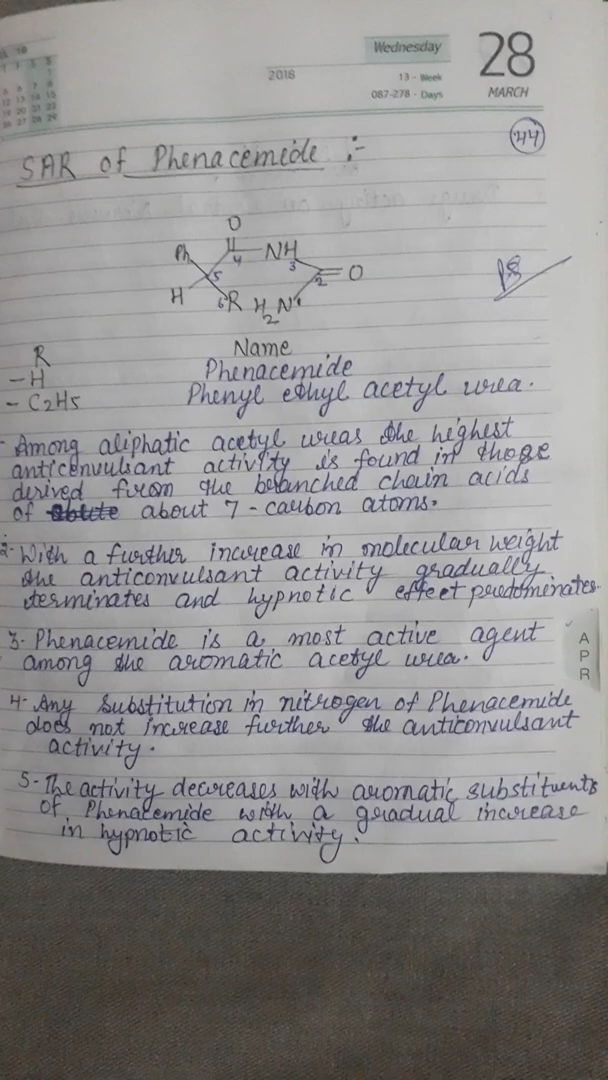 Wednesday
28
2018
13 - Week
087-278 - Days
MARCH
44
SAR of Phenacemide :-
O
Ph
4
NH
3
5
2
O
H
6
R
H2N
1
R
Name
- H
Phenacemide
- C2H5
Phenyl ethyl acetyl urea.
- Among aliphatic acetyl ureas the highest
anticonvulsant activity is found in those
derived from the branched chain acids
of about 7 - carbon atoms.
2- With a further increase in molecular weight
the anticonvulsant activity gradually
terminates and hypnotic effect predominates.
3- Phenacemide is a most active agent
among the aromatic acetyl urea.
A
P
R
4- Any substitution in nitrogen of Phenacemide
does not increase further the anticonvulsant
activity.
5- The activity decreases with aromatic substituents
of Phenacemide with a gradual increase
in hypnotic activity.